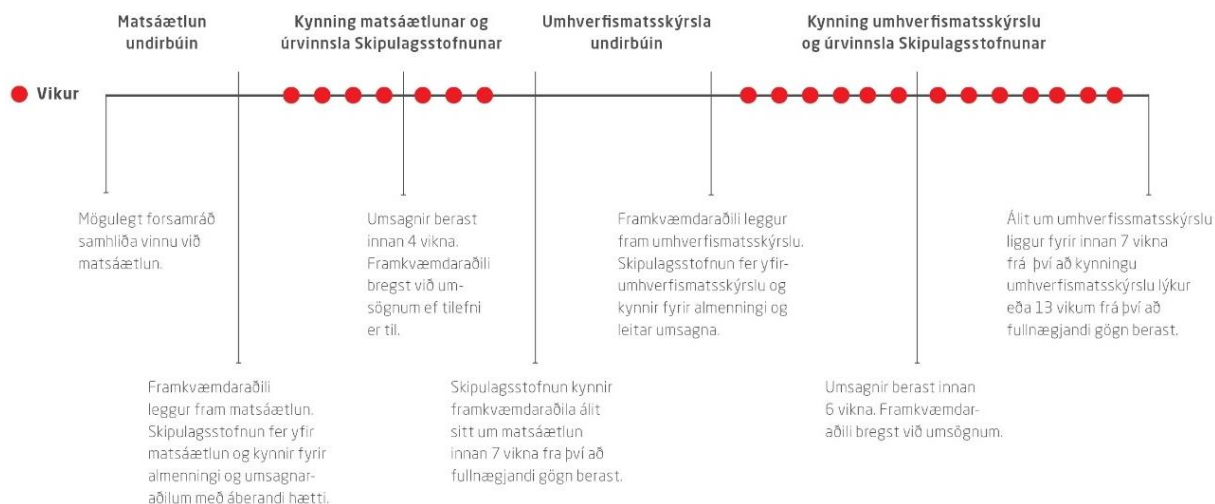 Matsáætlun
undirbúin
Kynning matsáætlunar og
úrvinnsla Skipulagsstofnunar
Umhverfismatsskýrsla
undirbúin
Kynning umhverfismatsskýrslu
og úrvinnsla Skipulagsstofnunar
Vikur
Mögulegt forsamráð
samhliða vinnu við
matsáætlun.
Umsagnir berast
innan 4 vikna.
Framkvæmdaraðili
bregst við um-
sögnum ef tilefni
er til.
Framkvæmdaraðili leggur
fram umhverfismatsskýrslu.
Skipulagsstofnun fer yfir-
umhverfismatsskýrslu og
kynnir fyrir almenningi og
leitar umsagna.
Álit um umhverfissmatsskýrslu
liggur fyrir innan 7 vikna
frá því að kynningu
umhverfismatsskýrslu lýkur
eða 13 vikum frá því að
fullnægjandi gögn berast.
Framkvæmdaraðili
leggur fram matsáætlun.
Skipulagsstofnun fer yfir
matsáætlun og kynnir fyrir
almenningi og umsagnar-
aðilum með áberandi hætti.
Skipulagsstofnun kynnir
framkvæmdaraðila álit
sitt um matsáætlun
innan 7 vikna fra því að
fullnægjandi gögn berast.
Umsagnir berast innan
6 vikna. Framkvæmdar-
aðili bregst við umsögnum.